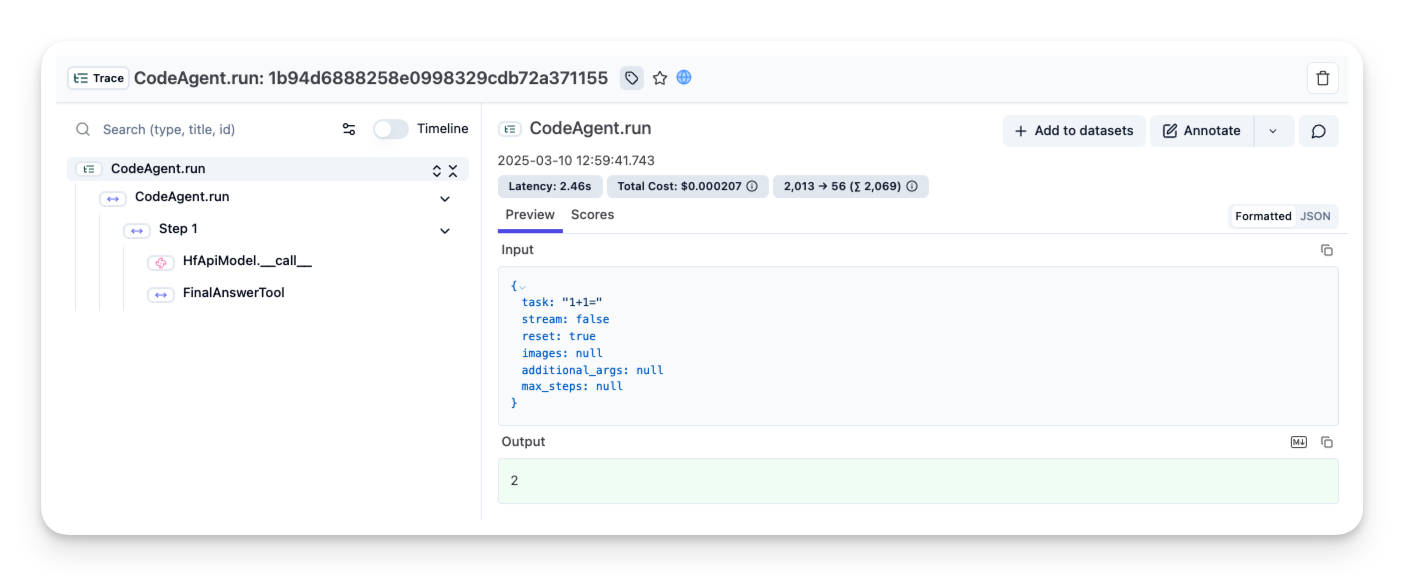 Trace CodeAgent.run: 1b94d6888258e0998329cdb72a371155
Search (type, title, id) Timeline
CodeAgent.run
CodeAgent.run
Step 1
HfApiModel.__call__
FinalAnswerTool
CodeAgent.run
Add to datasets Annotate
2025-03-10 12:59:41.743
Latency: 2.46s Total Cost: $0.000207 2,013 → 56 (∑ 2,069)
Preview Scores
Formatted JSON
Input
{
task: "1+1="
stream: false
reset: true
images: null
additional_args: null
max_steps: null
}
Output
M↓
2